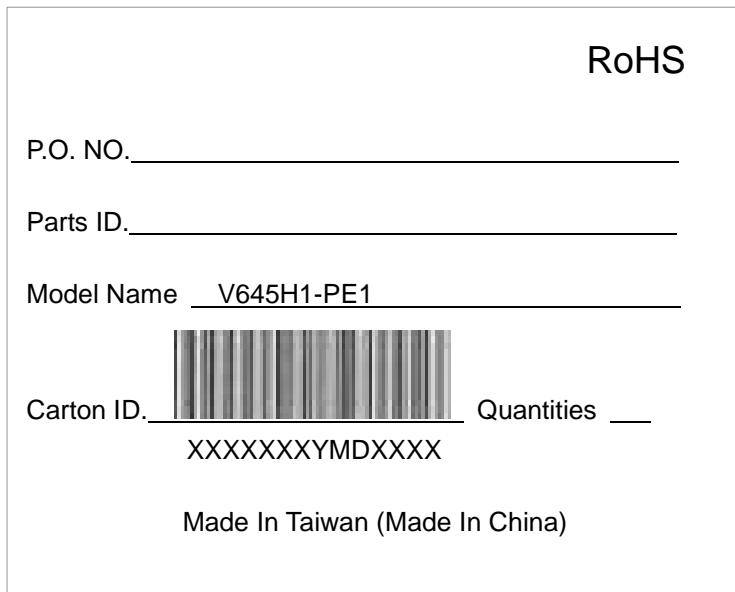 RoHS
P.O. NO.
Parts ID.
Model Name V645H1-PE1
Carton ID. Quantities
XXXXXXXYMDXXXX
Made In Taiwan (Made In China)